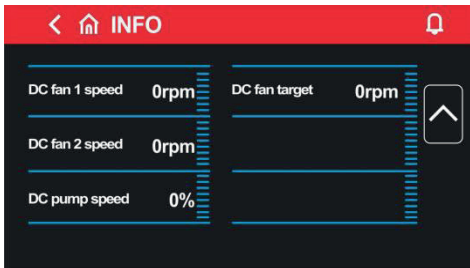 INFO
DC fan 1 speed 0rpm DC fan target 0rpm
DC fan 2 speed 0rpm
DC pump speed 0%